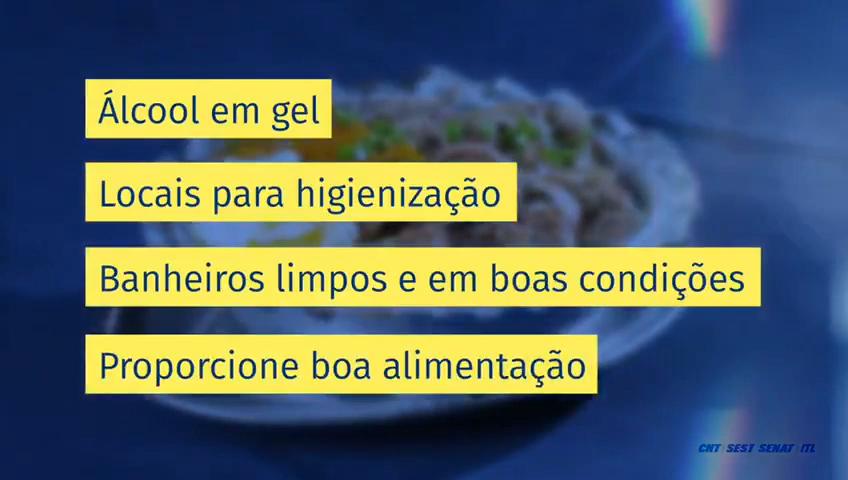 Álcool em gel
Locais para higienização
Banheiros limpos e em boas condições
Proporcione boa alimentação
CNT SEST SENAT ITL